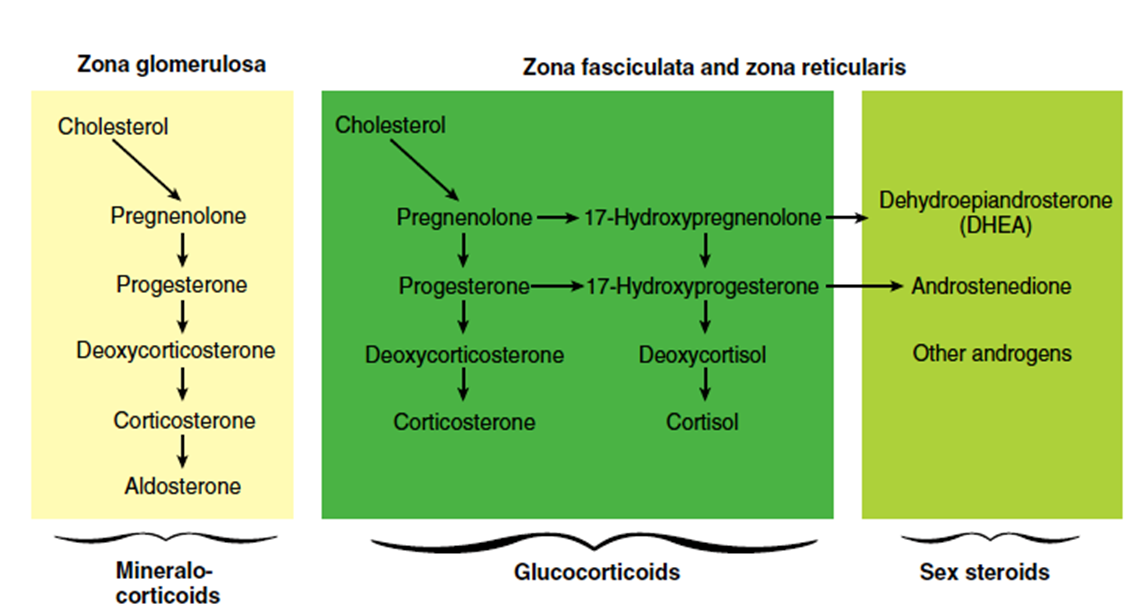 Zona glomerulosa
Cholesterol
Pregnenolone
Progesterone
Deoxycorticosterone
Corticosterone
Aldosterone
Mineralo-
corticoids
Zona fasciculata and zona reticularis
Cholesterol
Pregnenolone 17-Hydroxypregnenolone
Progesterone 17-Hydroxyprogesterone
Deoxycorticosterone Deoxycortisol
Corticosterone Cortisol
Glucocorticoids
Dehydroepiandrosterone
(DHEA)
Androstenedione
Other androgens
Sex steroids